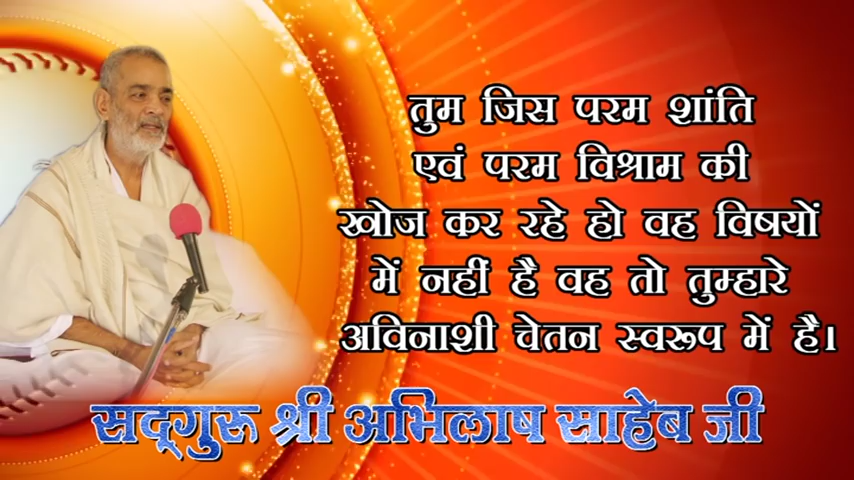 तुम जिस परम शांति
एवं परम विश्राम की
खोज कर रहे हो वह विषयों
में नहीं है वह तो तुम्हारे
अविनाशी चेतन स्वरूप में है।
सद्गुरु श्री अभिलाष साहेब जी